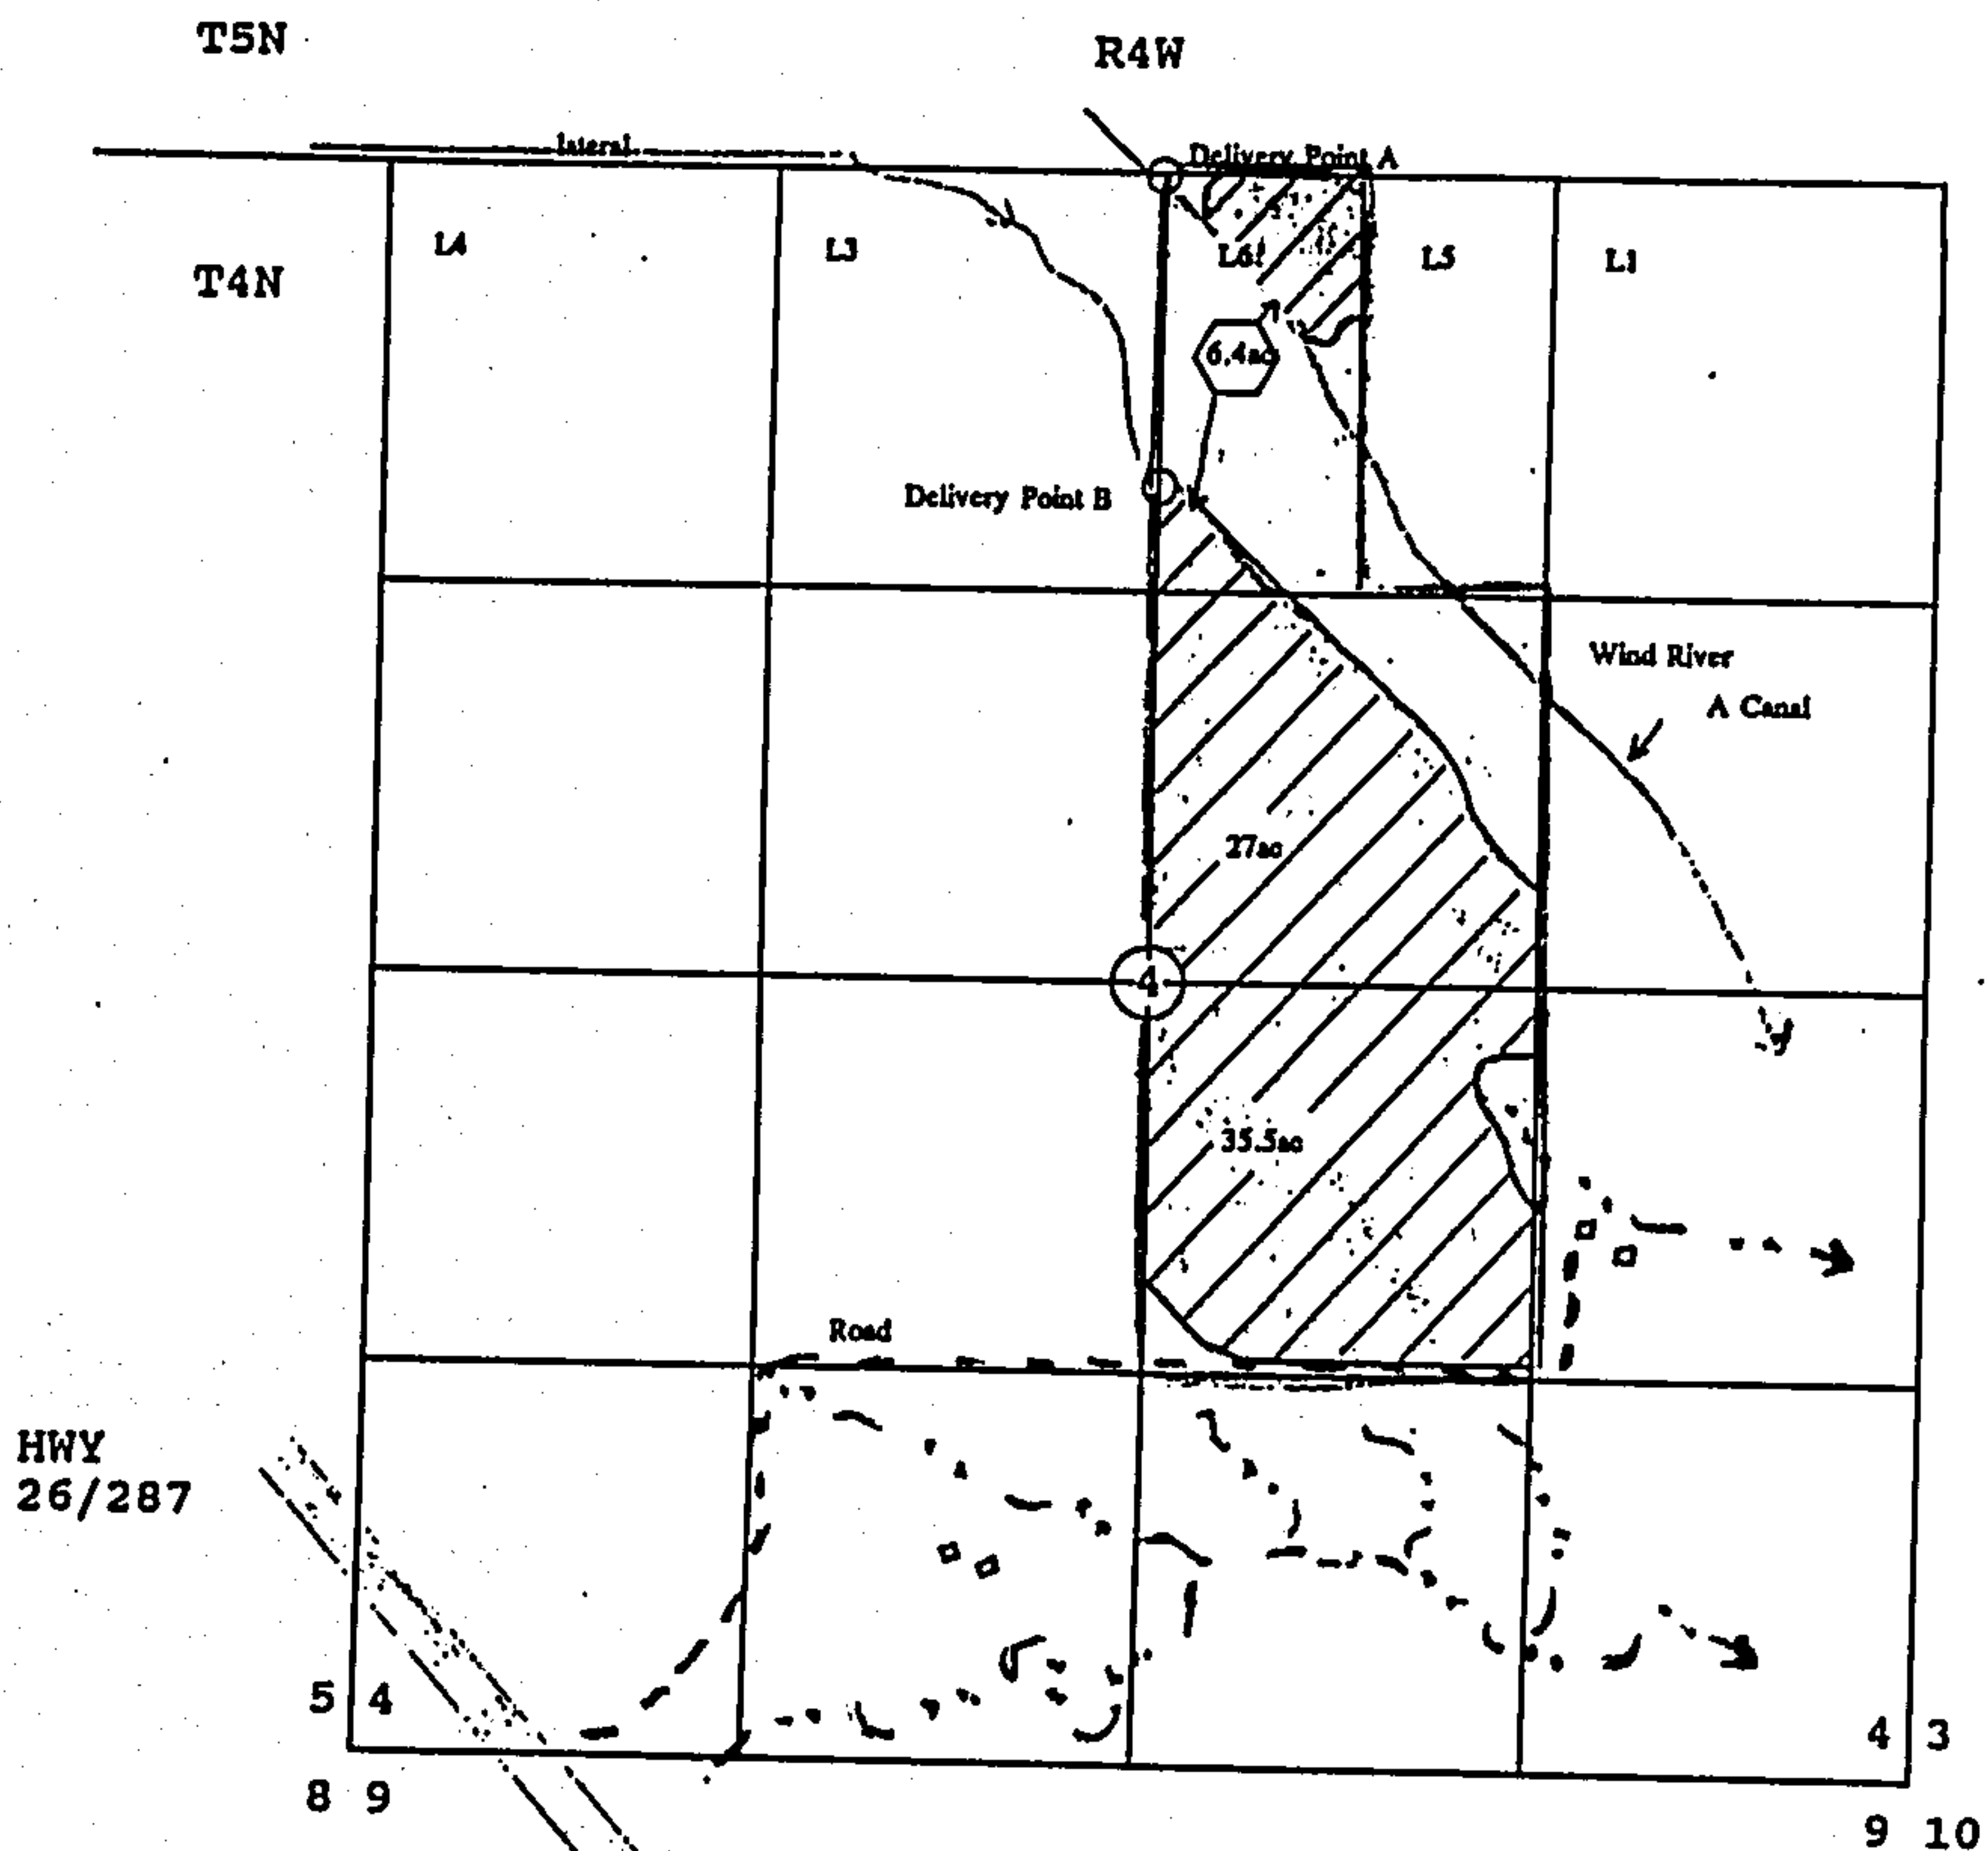 T5N
R4W
lateral
Delivery Point A
L4
L3
L6
L5
L1
T4N
6.4ac
Delivery Point B
Wind River
A Canal
27ac
4
35.5ac
Road
HWY
26/287
5 4
4 3
8 9
9 10